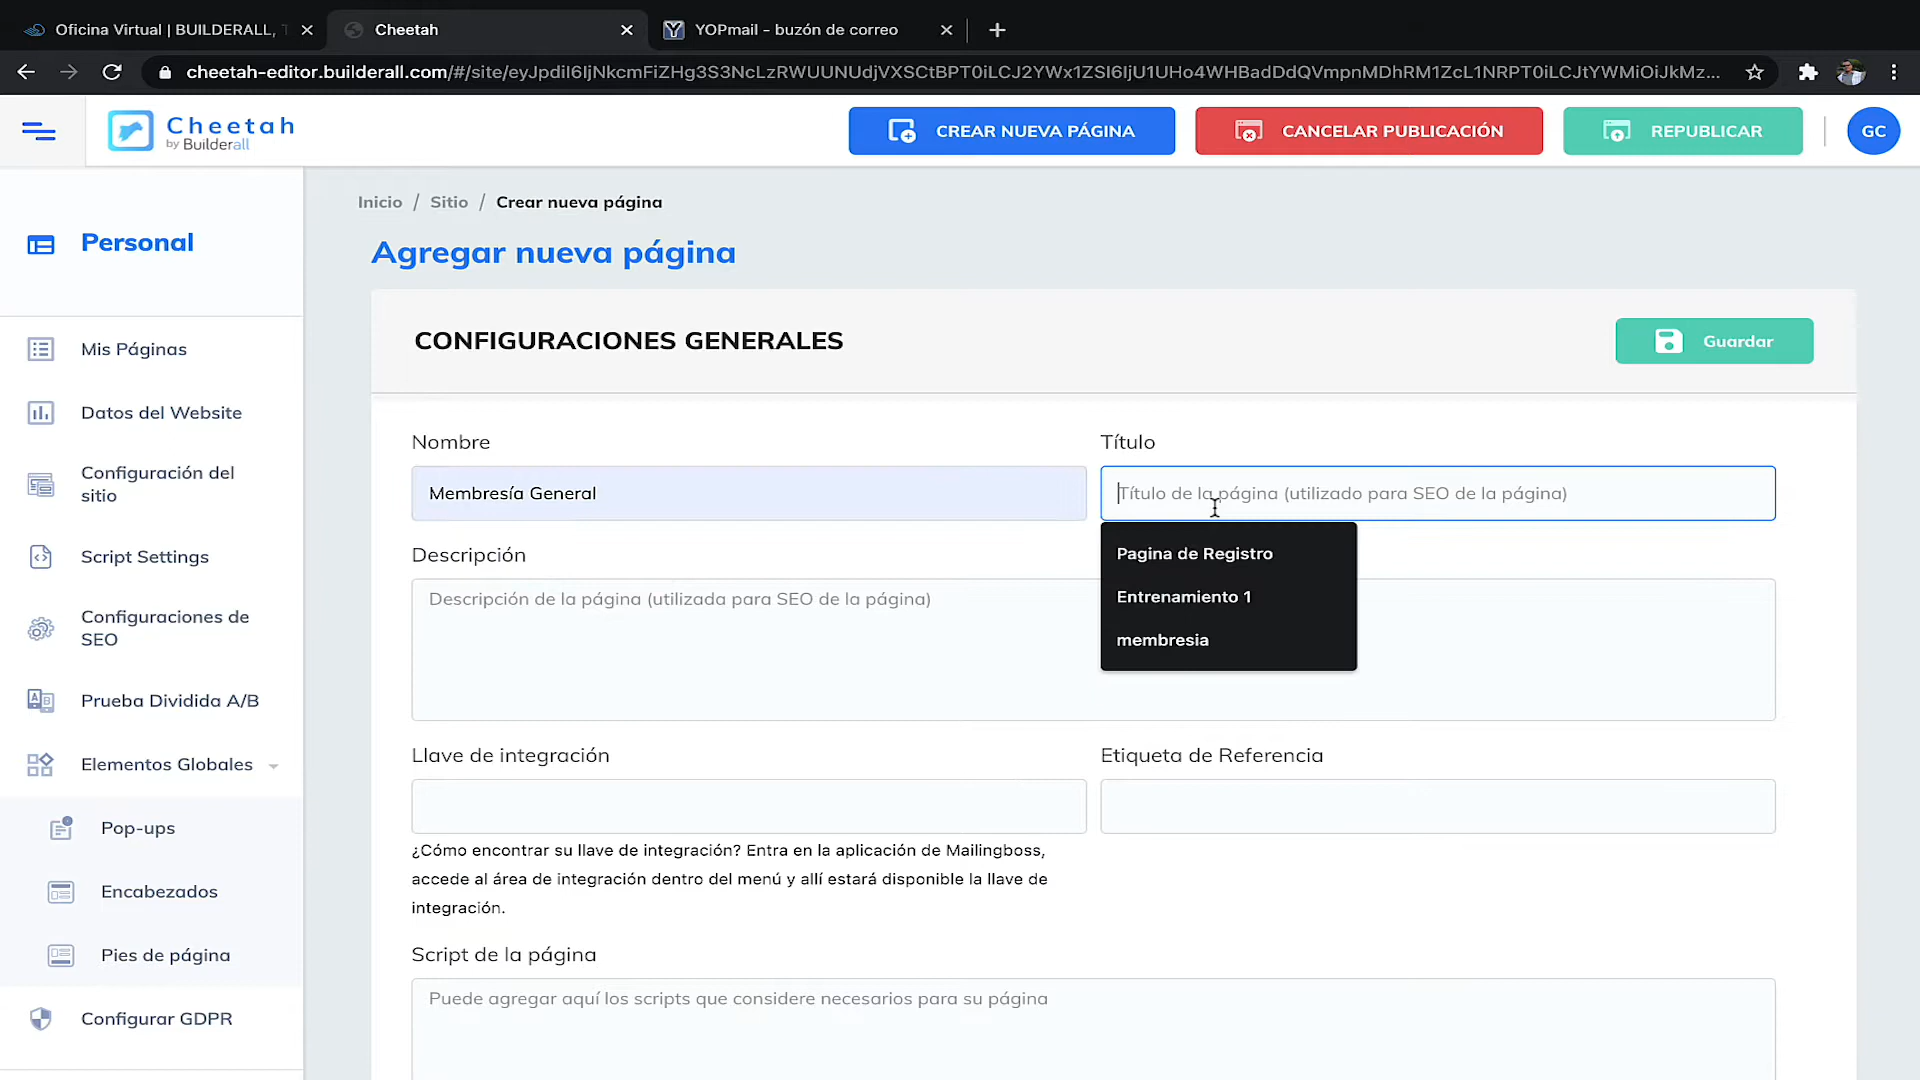 Oficina Virtual | BUILDERALL,
Cheetah
YOPmail - buzón de correo
cheetah-editor.builderall.com/#/site/eyJpdiI6IjNkcmFiZHg3S3NcLzRWUUNUdjVXSCtBPT0iLCJ2YWx1ZSI6IjU1UHo4WHBadDdQVmpnMDhRM1ZcL1NRPT0iLCJtYWMiOiJkMz...
Cheetah
by Builderall
CREAR NUEVA PÁGINA
CANCELAR PUBLICACIÓN
REPUBLICAR
GC
Personal
Mis Páginas
Datos del Website
Configuración del
sitio
Script Settings
Configuraciones de
SEO
Prueba Dividida A/B
Elementos Globales
Pop-ups
Encabezados
Pies de página
Configurar GDPR
Inicio / Sitio / Crear nueva página
Agregar nueva página
CONFIGURACIONES GENERALES
Guardar
Nombre
Membresía General
Título
Título de la página (utilizado para SEO de la página)
Pagina de Registro
Entrenamiento 1
membresia
Descripción
Descripción de la página (utilizada para SEO de la página)
Llave de integración
Etiqueta de Referencia
¿Cómo encontrar su llave de integración? Entra en la aplicación de Mailingboss,
accede al área de integración dentro del menú y allí estará disponible la llave de
integración.
Script de la página
Puede agregar aquí los scripts que considere necesarios para su página